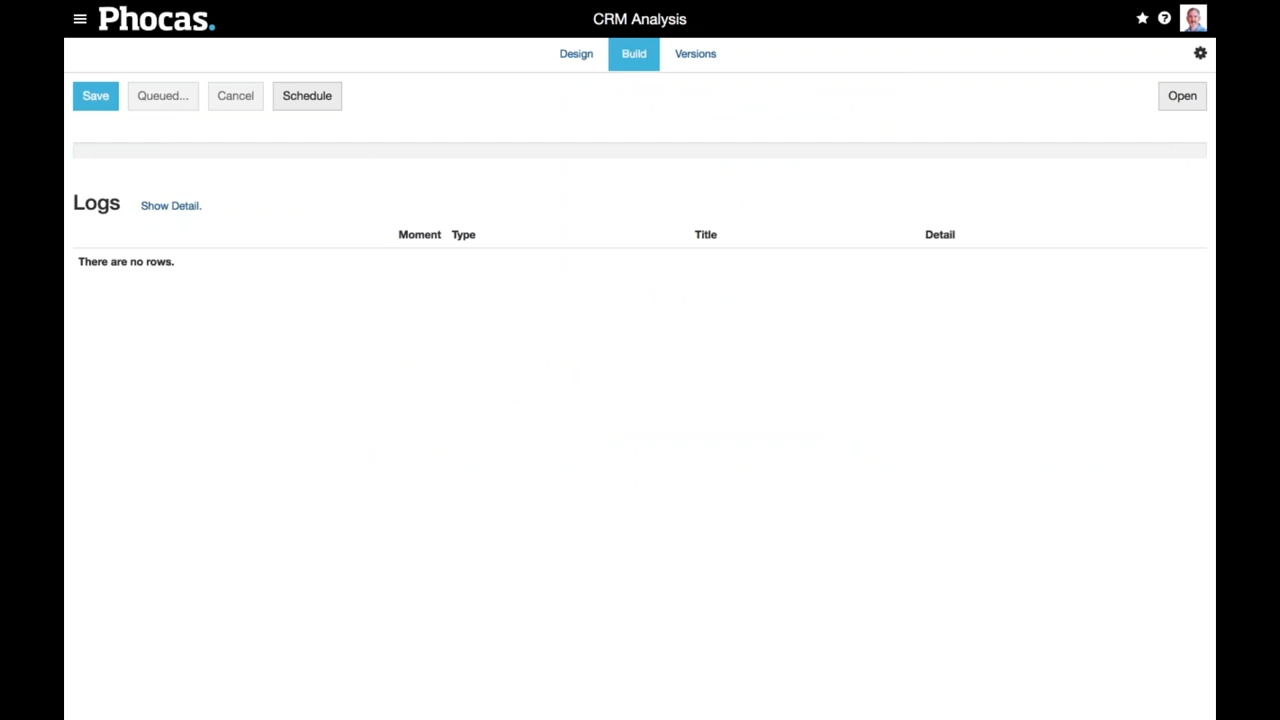 Phocas.
CRM Analysis
Design Build Versions
Save Queued... Cancel Schedule Open
Logs Show Detail.
Moment Type Title Detail
There are no rows.